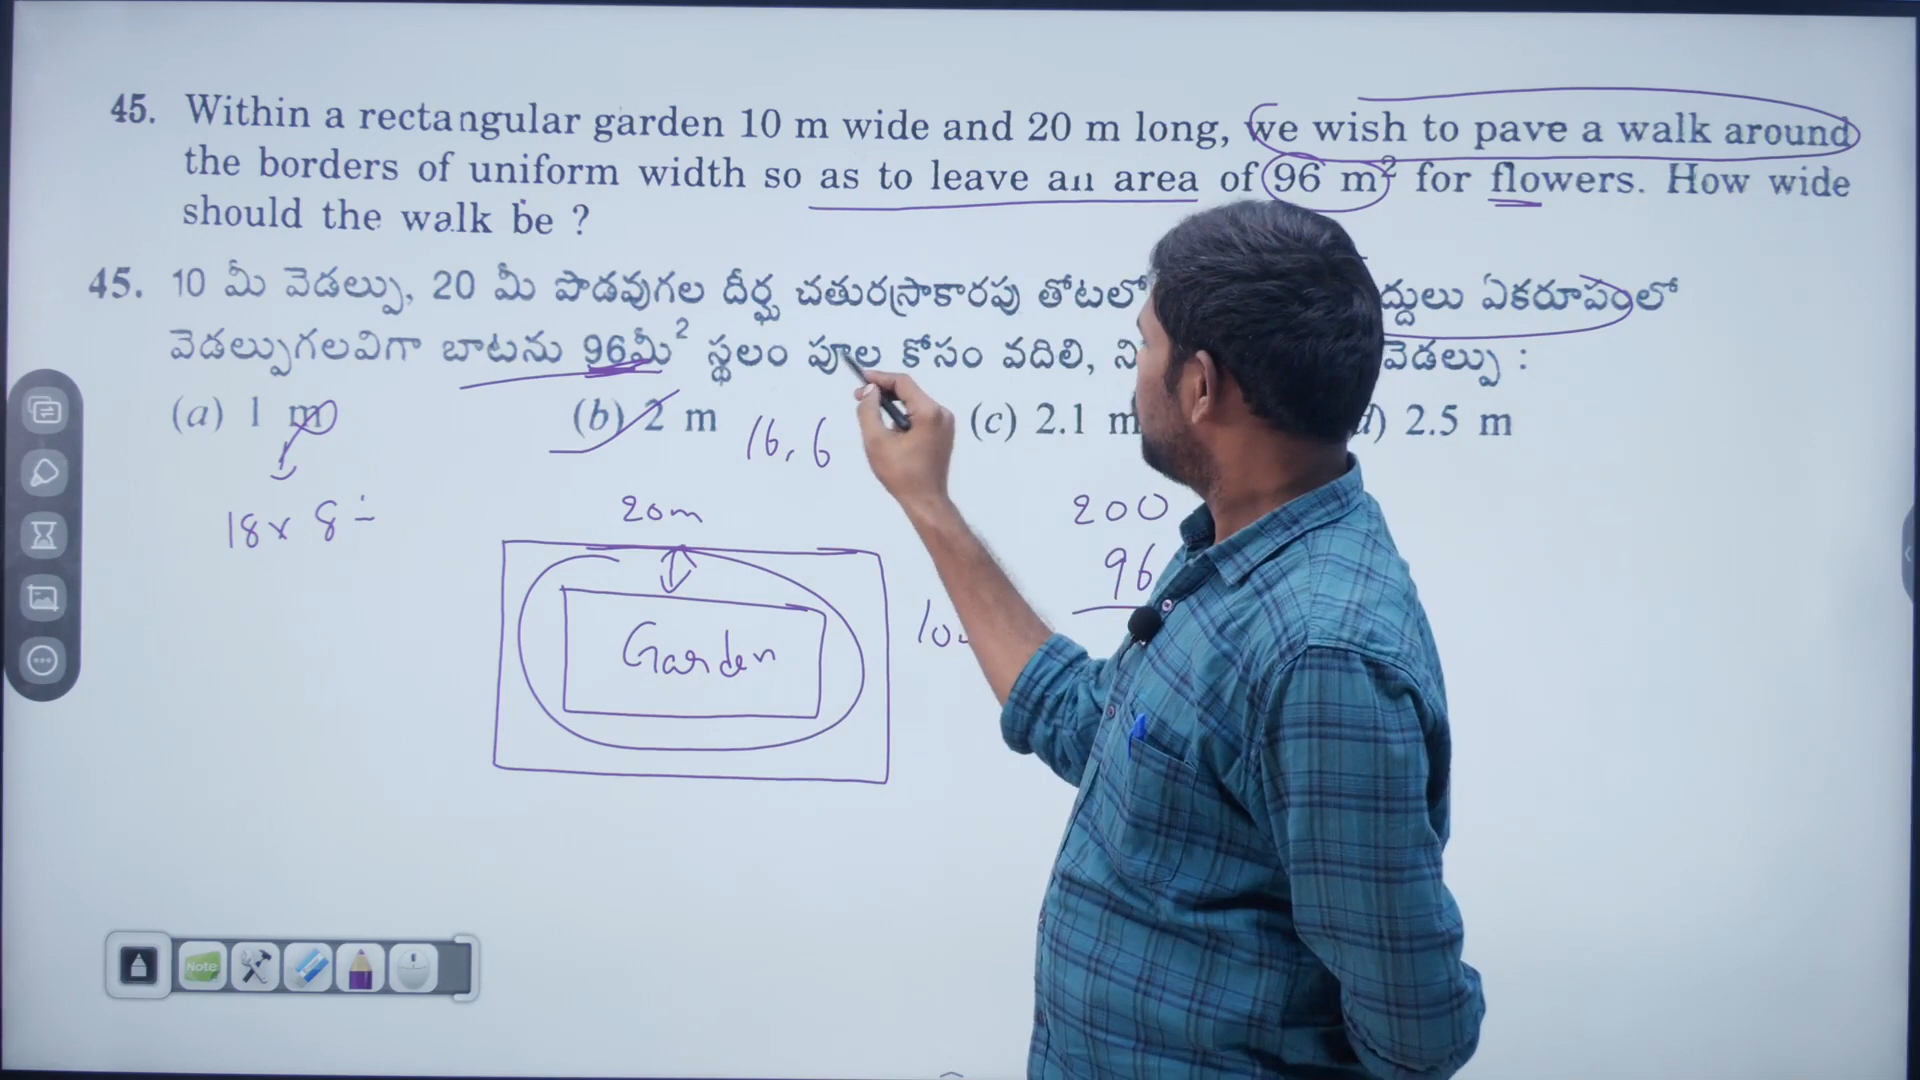 45. Within a rectangular garden 10 m wide and 20 m long, we wish to pave a walk around
the borders of uniform width so as to leave an area of 96 m² for flowers. How wide
should the walk be ?
45. 10 మీ వెడల్పు, 20 మీ పొడవుగల దీర్ఘ చతురస్రాకారపు తోటలో ఏకరూపంలో
వెడల్పుగలవిగా బాటను 96మీ² స్థలం పూల కోసం వదిలి, వెడల్పు :
(a) 1 m (b) 2 m 16, 6 (c) 2.1 m (d) 2.5 m
18 x 8 =
20m
200
96
Garden